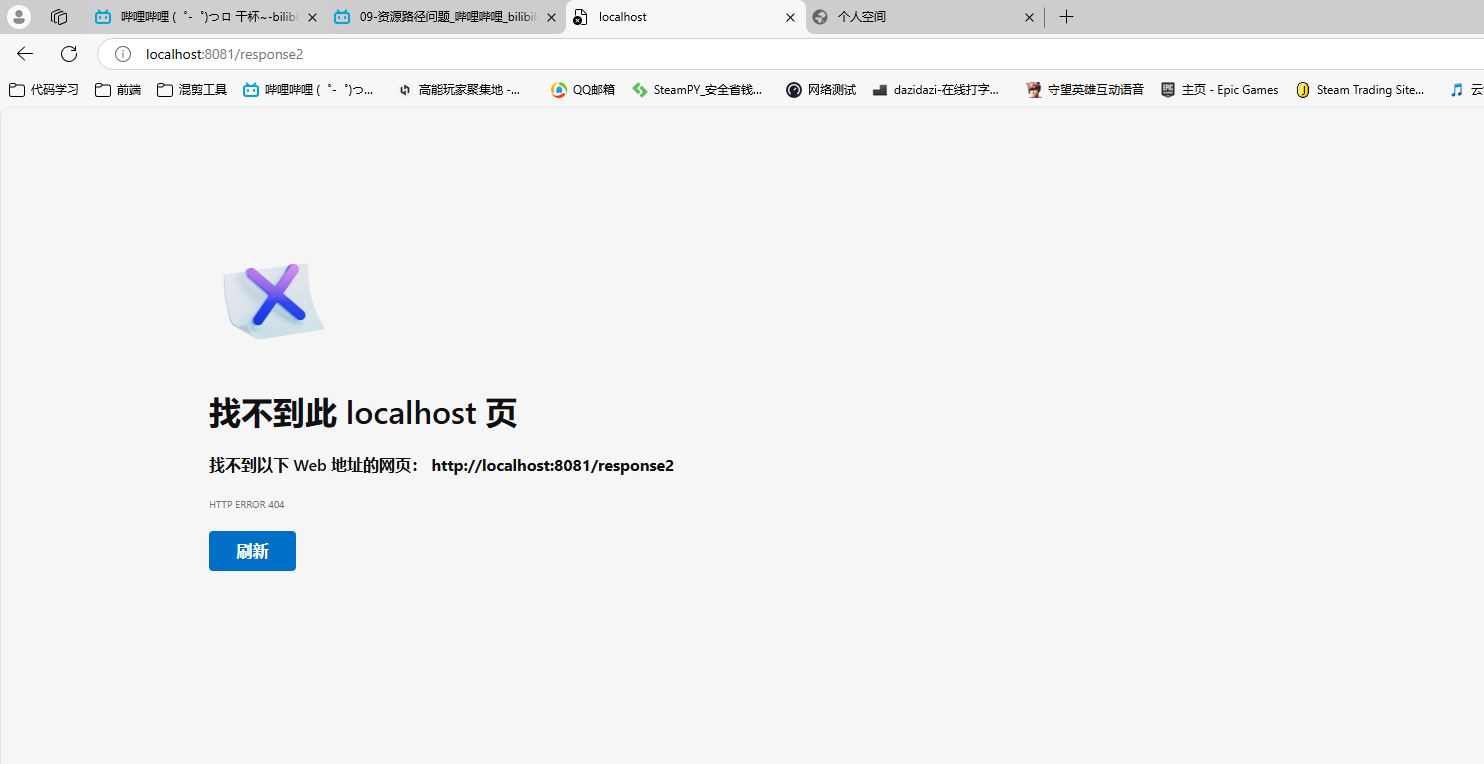 哔哩哔哩 (゜-゜)つロ 干杯~-bilibi
09-资源路径问题_哔哩哔哩_bilibil
localhost
个人空间
localhost:8081/response2
代码学习 前端 混剪工具 哔哩哔哩 (゜-゜)つ... 高能玩家聚集地 -... QQ邮箱 SteamPY_安全省钱... 网络测试 dazidazi-在线打字... 守望英雄互动语音 主页 - Epic Games Steam Trading Site... 云
找不到此 localhost 页
找不到以下 Web 地址的网页： http://localhost:8081/response2
HTTP ERROR 404
刷新